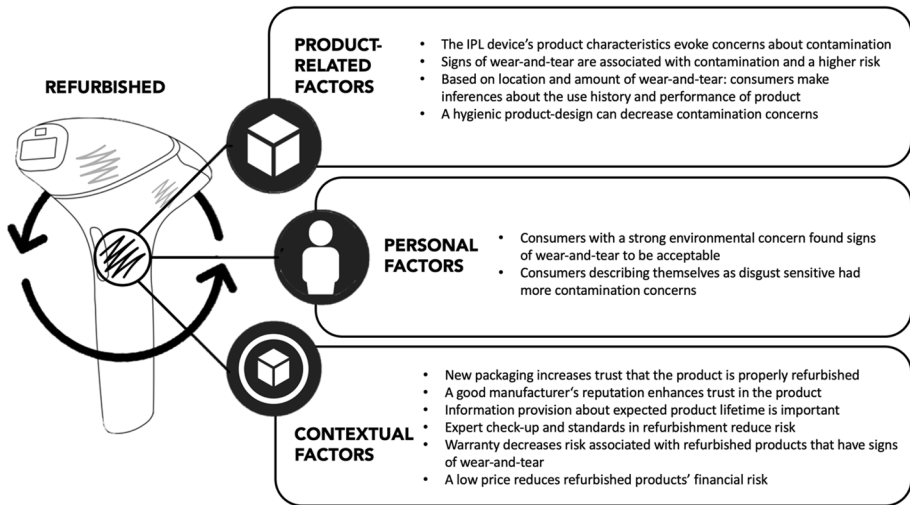 REFURBISHED
PRODUCT-
RELATED
FACTORS
• The IPL device's product characteristics evoke concerns about contamination
• Signs of wear-and-tear are associated with contamination and a higher risk
• Based on location and amount of wear-and-tear: consumers make
inferences about the use history and performance of product
• A hygienic product-design can decrease contamination concerns
PERSONAL
FACTORS
• Consumers with a strong environmental concern found signs
of wear-and-tear to be acceptable
• Consumers describing themselves as disgust sensitive had
more contamination concerns
CONTEXTUAL
FACTORS
• New packaging increases trust that the product is properly refurbished
• A good manufacturer's reputation enhances trust in the product
• Information provision about expected product lifetime is important
• Expert check-up and standards in refurbishment reduce risk
• Warranty decreases risk associated with refurbished products that have signs
of wear-and-tear
• A low price reduces refurbished products' financial risk